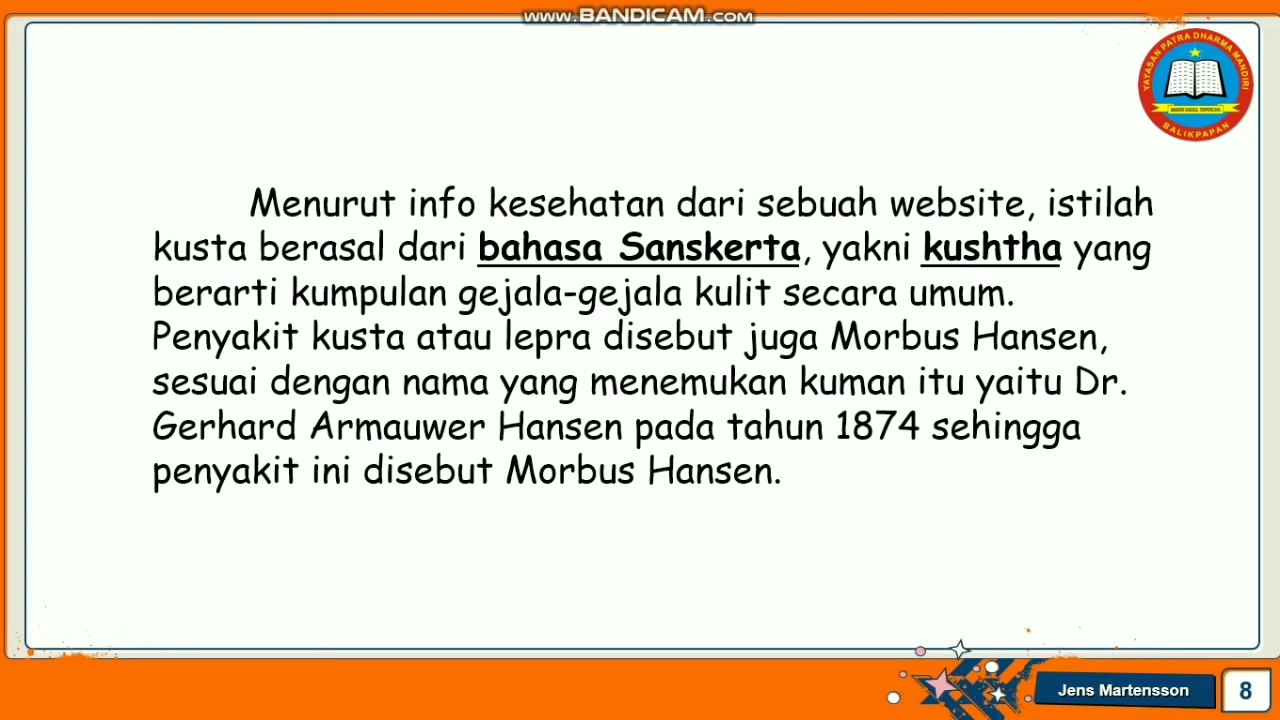 WWW.BANDICAM.COM
YAYASAN PATRA DHARMA MANDIRI
BALIKPAPAN
Menurut info kesehatan dari sebuah website, istilah
kusta berasal dari bahasa Sanskerta, yakni kushtha yang
berarti kumpulan gejala-gejala kulit secara umum.
Penyakit kusta atau lepra disebut juga Morbus Hansen,
sesuai dengan nama yang menemukan kuman itu yaitu Dr.
Gerhard Armauwer Hansen pada tahun 1874 sehingga
penyakit ini disebut Morbus Hansen.
Jens Martensson
8